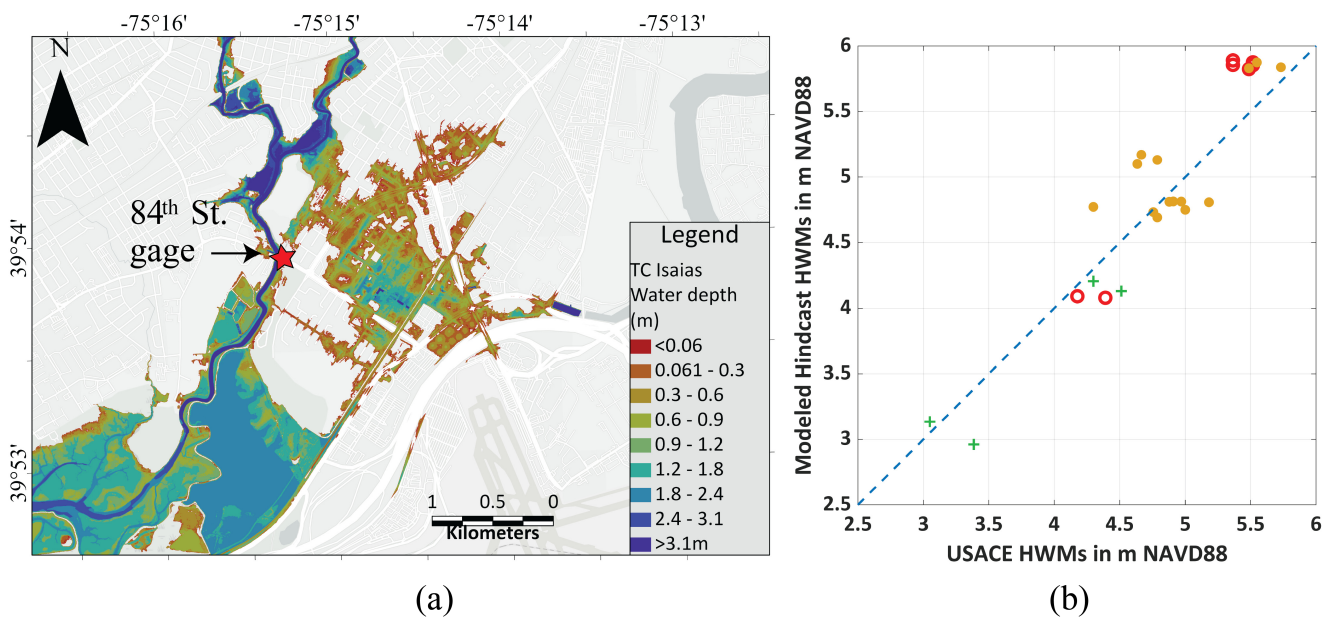 -75°16' -75°15' -75°14' -75°13'
N
84th St.
gage
39°54'
39°53'
Legend
TC Isaias
Water depth
(m)
<0.06
0.061 - 0.3
0.3 - 0.6
0.6 - 0.9
0.9 - 1.2
1.2 - 1.8
1.8 - 2.4
2.4 - 3.1
>3.1m
1 0.5 0
Kilometers
(a)
Modeled Hindcast HWMs in m NAVD88
6
5.5
5
4.5
4
3.5
3
2.5
2.5 3 3.5 4 4.5 5 5.5 6
USACE HWMs in m NAVD88
(b)